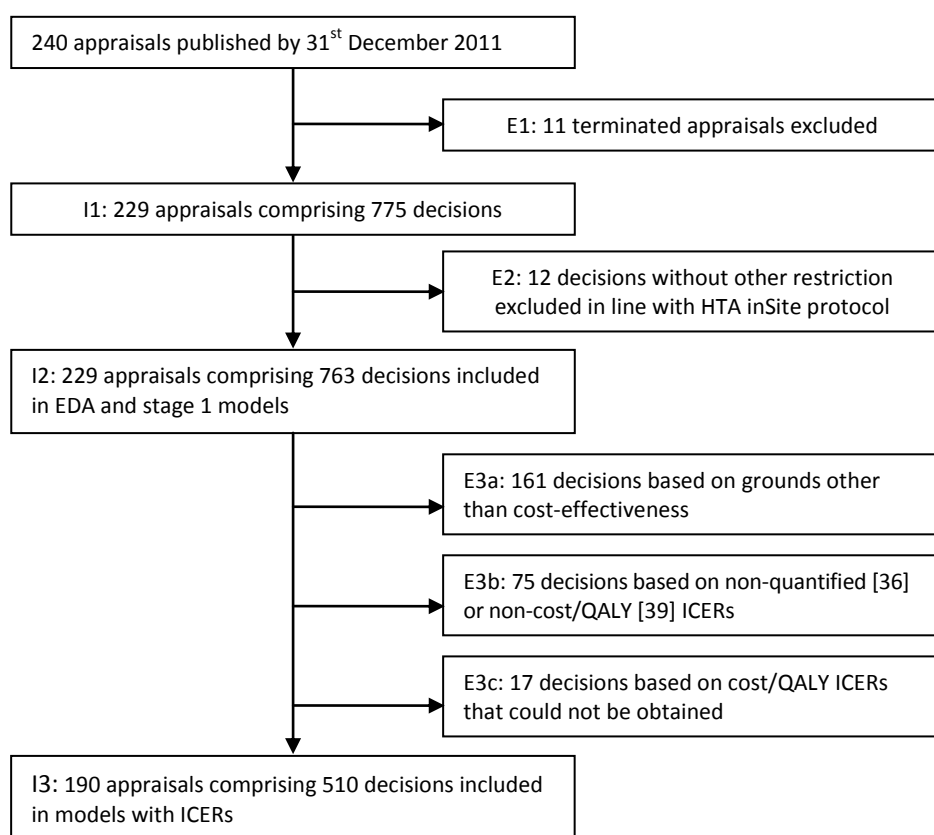 240 appraisals published by 31st December 2011
E1: 11 terminated appraisals excluded
I1: 229 appraisals comprising 775 decisions
E2: 12 decisions without other restriction
excluded in line with HTA inSite protocol
I2: 229 appraisals comprising 763 decisions included
in EDA and stage 1 models
E3a: 161 decisions based on grounds other
than cost-effectiveness
E3b: 75 decisions based on non-quantified [36]
or non-cost/QALY [39] ICERs
E3c: 17 decisions based on cost/QALY ICERs
that could not be obtained
I3: 190 appraisals comprising 510 decisions included
in models with ICERs